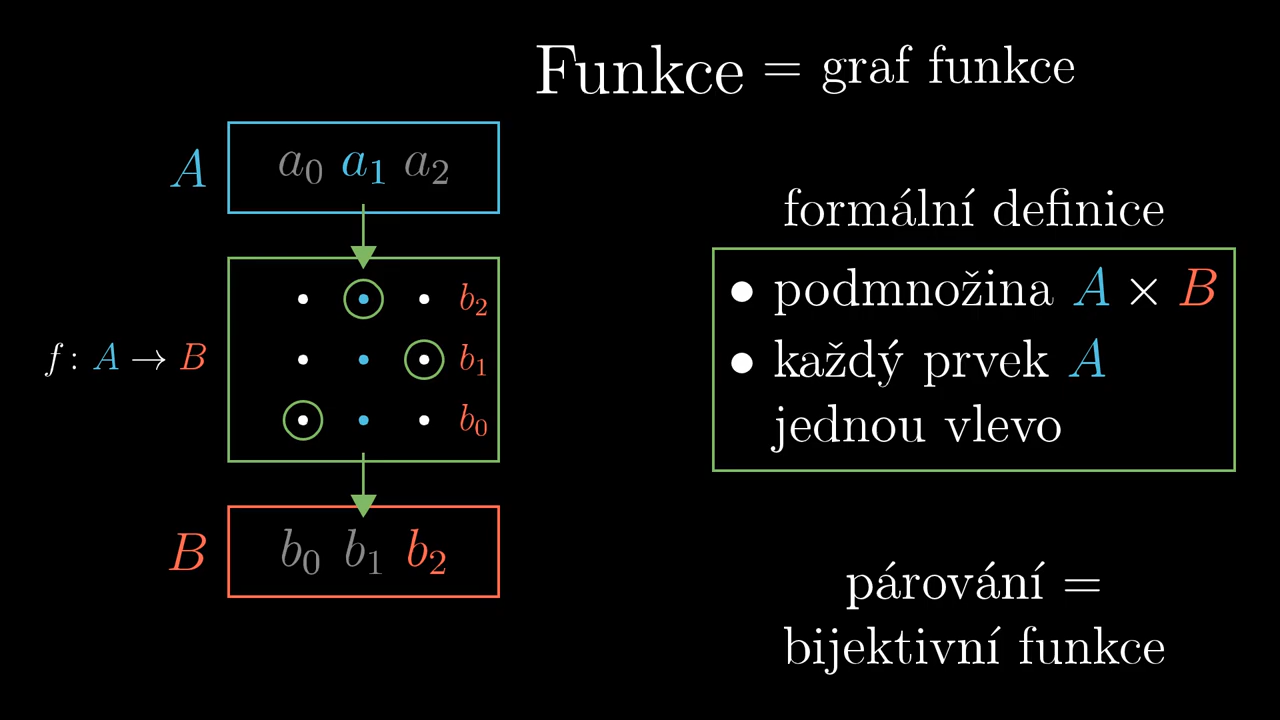 Funkce = graf funkce
A
a₀ a₁ a₂
f : A → B
b₂
b₁
b₀
B
b₀ b₁ b₂
formální definice
• podmnožina A × B
• každý prvek A
jednou vlevo
párování =
bijektivní funkce